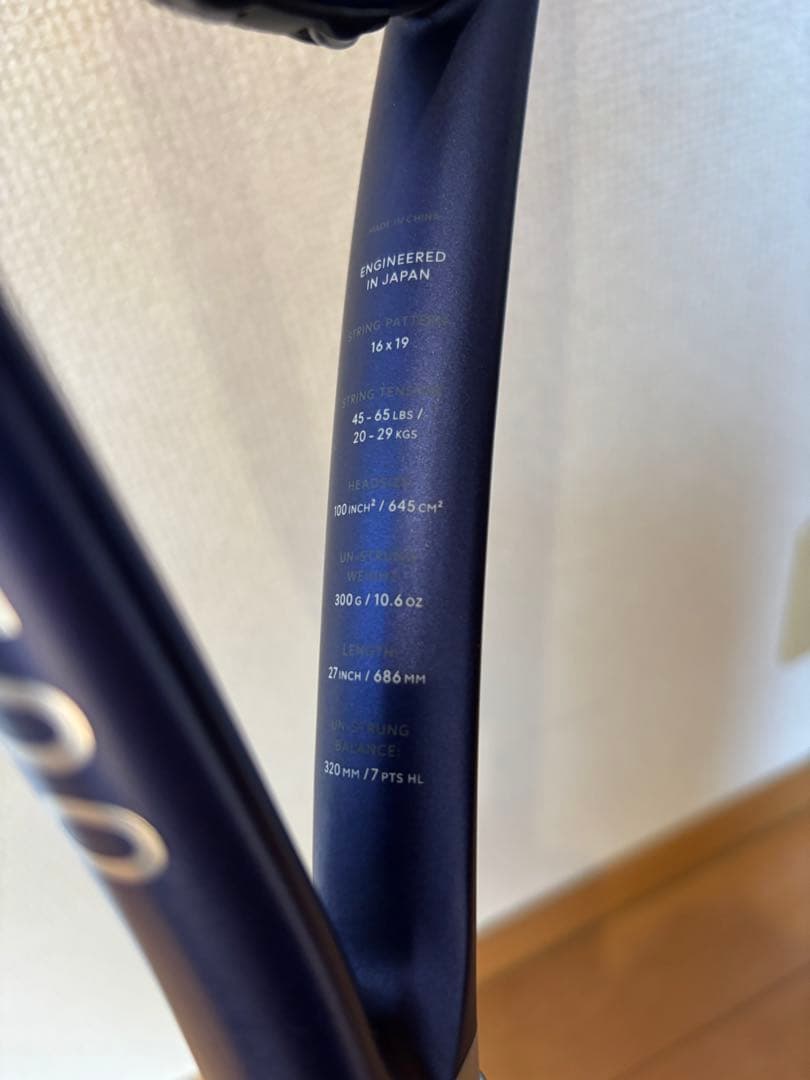 MADE IN CHINA
ENGINEERED
IN JAPAN
STRING PATTERN:
16 x 19
STRING TENSION:
45 - 65 LBS /
20 - 29 KGS
HEADSIZE:
100 INCH² / 645 CM²
UN-STRUNG
WEIGHT:
300 G / 10.6 OZ
LENGTH:
27 INCH / 686 MM
UN-STRUNG
BALANCE:
320 MM / 7 PTS HL